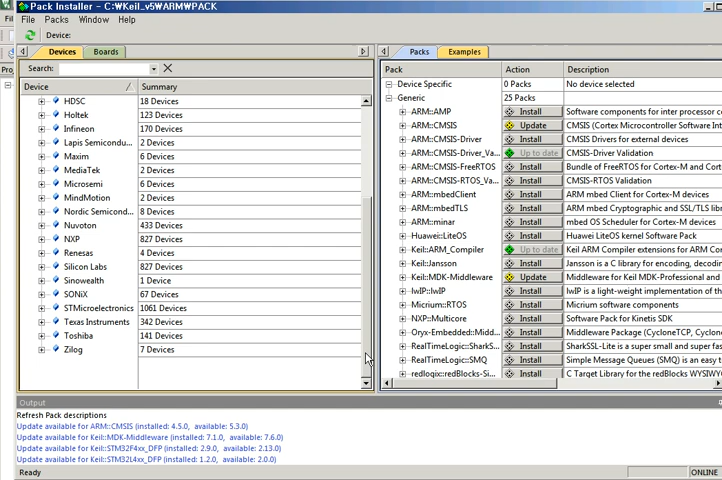 Pack Installer - C:₩Keil_v5₩ARM₩PACK
File Packs Window Help
Device:
Devices Boards
Search:
Device Summary
HDSC 18 Devices
Holtek 123 Devices
Infineon 170 Devices
Lapis Semicondu... 2 Devices
Maxim 6 Devices
MediaTek 2 Devices
Microsemi 6 Devices
MindMotion 2 Devices
Nordic Semicond... 8 Devices
Nuvoton 433 Devices
NXP 827 Devices
Renesas 4 Devices
Silicon Labs 827 Devices
Sinowealth 1 Device
SONiX 67 Devices
STMicroelectronics 1061 Devices
Texas Instruments 342 Devices
Toshiba 141 Devices
Zilog 7 Devices
Packs Examples
Pack Action Description
Device Specific 0 Packs No device selected
Generic 25 Packs
ARM::AMP Install Software components for inter processor c
ARM::CMSIS Update CMSIS (Cortex Microcontroller Software Int
ARM::CMSIS-Driver Install CMSIS Drivers for external devices
ARM::CMSIS-Driver_Va... Up to date CMSIS-Driver Validation
ARM::CMSIS-FreeRTOS Install Bundle of FreeRTOS for Cortex-M and Cort
ARM::CMSIS-RTOS_Va... Install CMSIS-RTOS Validation
ARM::mbedClient Install ARM mbed Client for Cortex-M devices
ARM::mbedTLS Install ARM mbed Cryptographic and SSL/TLS libr
ARM::minar Install mbed OS Scheduler for Cortex-M devices
Huawei::LiteOS Install Huawei LiteOS kernel Software Pack
Keil::ARM_Compiler Up to date Keil ARM Compiler extensions for ARM Com
Keil::Jansson Install Jansson is a C library for encoding, decodin
Keil::MDK-Middleware Update Middleware for Keil MDK-Professional and
lwIP::lwIP Install lwIP is a light-weight implementation of the
Micrium::RTOS Install Micrium software components
NXP::Multicore Install Software Pack for Kinetis SDK
Oryx-Embedded::Midd... Install Middleware Package (CycloneTCP, Cyclone
RealTimeLogic::SharkS... Install SharkSSL-Lite is a super small and super fas
RealTimeLogic::SMQ Install Simple Message Queues (SMQ) is an easy t
redlogix::redBlocks-Si... Install C Target Library for the redBlocks WYSIWY
Output
Refresh Pack descriptions
Update available for ARM::CMSIS (installed: 4.5.0, available: 5.3.0)
Update available for Keil::MDK-Middleware (installed: 7.1.0, available: 7.6.0)
Update available for Keil::STM32F4xx_DFP (installed: 2.9.0, available: 2.13.0)
Update available for Keil::STM32L4xx_DFP (installed: 1.2.0, available: 2.0.0)
Ready ONLINE